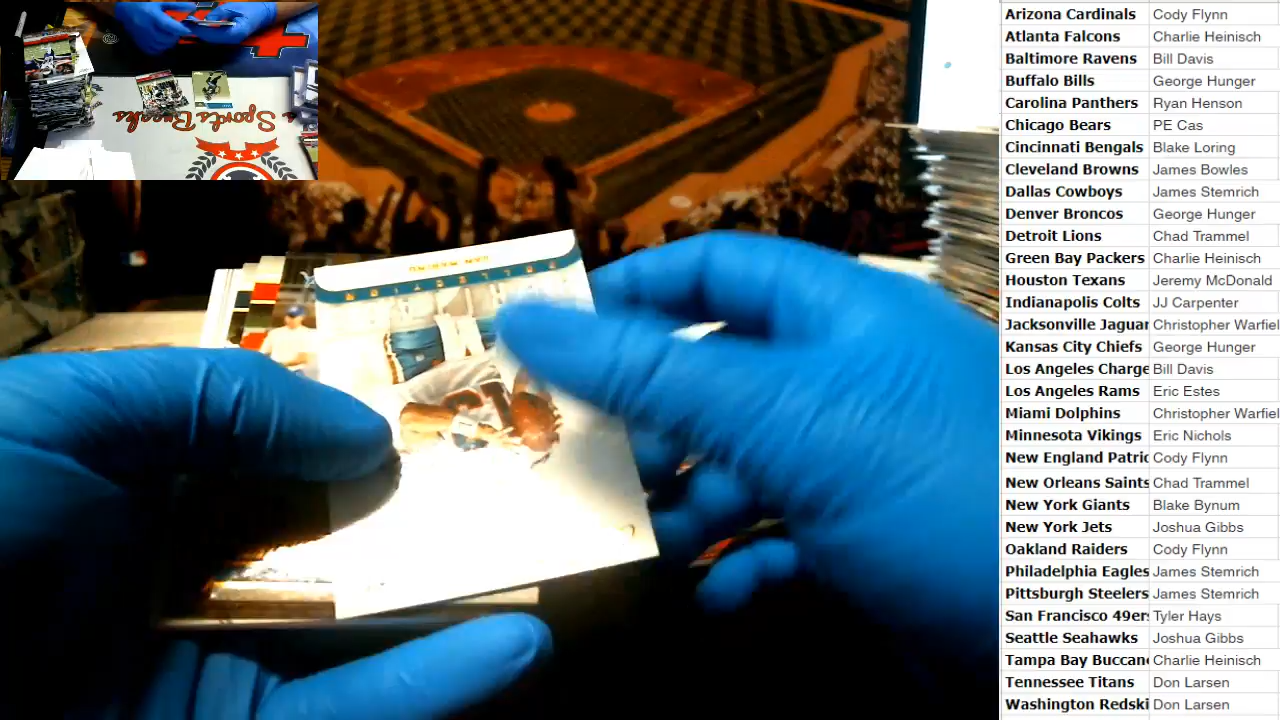 Sports Breaks
Arizona Cardinals Cody Flynn
Atlanta Falcons Charlie Heinisch
Baltimore Ravens Bill Davis
Buffalo Bills George Hunger
Carolina Panthers Ryan Henson
Chicago Bears PE Cas
Cincinnati Bengals Blake Loring
Cleveland Browns James Bowles
Dallas Cowboys James Stemrich
Denver Broncos George Hunger
Detroit Lions Chad Trammel
Green Bay Packers Charlie Heinisch
Houston Texans Jeremy McDonald
Indianapolis Colts JJ Carpenter
Jacksonville Jaguar Christopher Warfiel
Kansas City Chiefs George Hunger
Los Angeles Charge Bill Davis
Los Angeles Rams Eric Estes
Miami Dolphins Christopher Warfiel
Minnesota Vikings Eric Nichols
New England Patric Cody Flynn
New Orleans Saints Chad Trammel
New York Giants Blake Bynum
New York Jets Joshua Gibbs
Oakland Raiders Cody Flynn
Philadelphia Eagles James Stemrich
Pittsburgh Steelers James Stemrich
San Francisco 49ers Tyler Hays
Seattle Seahawks Joshua Gibbs
Tampa Bay Buccane Charlie Heinisch
Tennessee Titans Don Larsen
Washington Redski Don Larsen